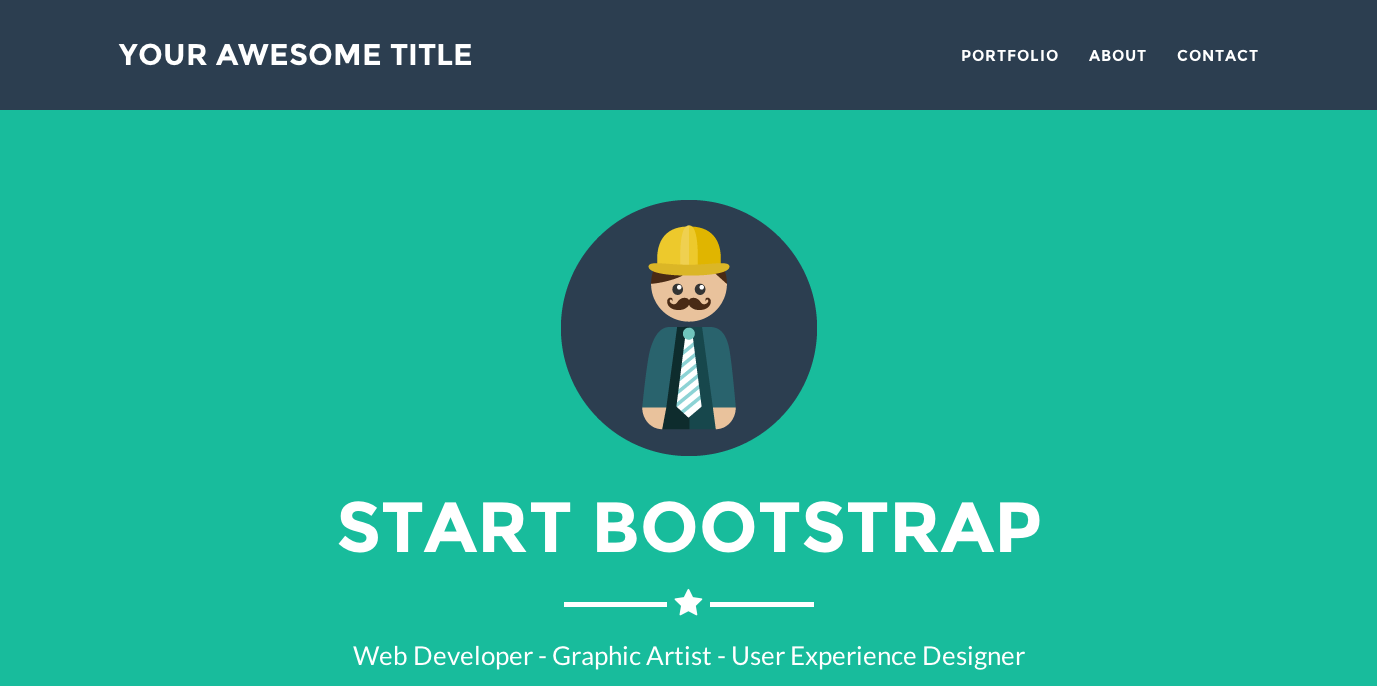 YOUR AWESOME TITLE
PORTFOLIO ABOUT CONTACT
START BOOTSTRAP
Web Developer - Graphic Artist - User Experience Designer